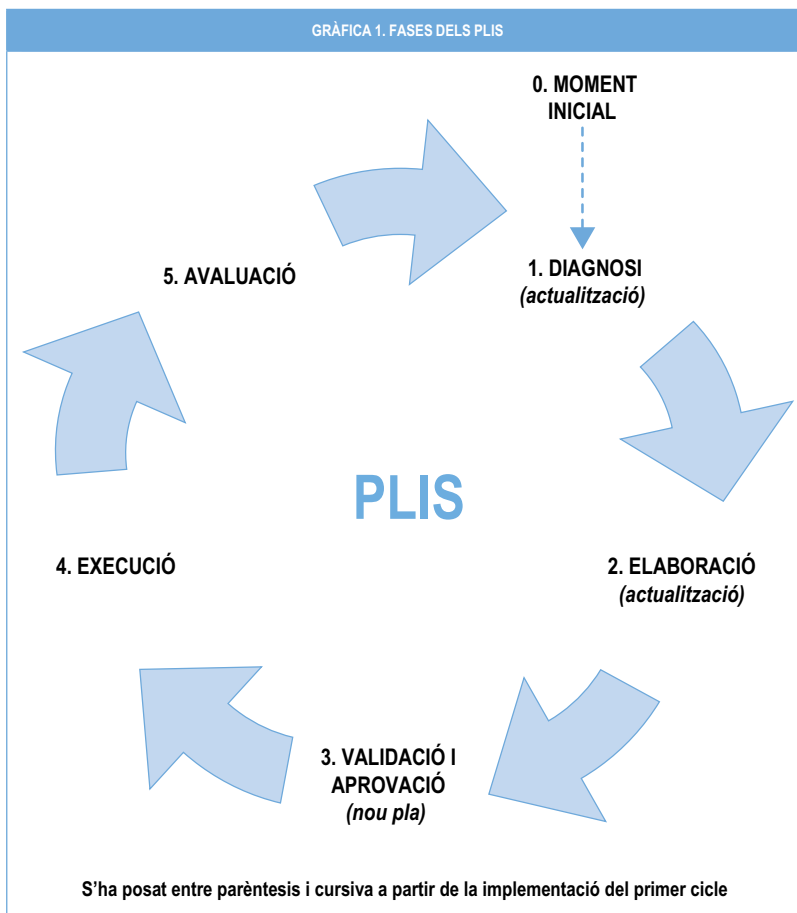 GRÀFICA 1. FASES DELS PLIS
0. MOMENT
INICIAL
1. DIAGNOSI
(actualització)
5. AVALUACIÓ
PLIS
2. ELABORACIÓ
(actualització)
4. EXECUCIÓ
3. VALIDACIÓ I
APROVACIÓ
(nou pla)
S'ha posat entre parèntesis i cursiva a partir de la implementació del primer cicle